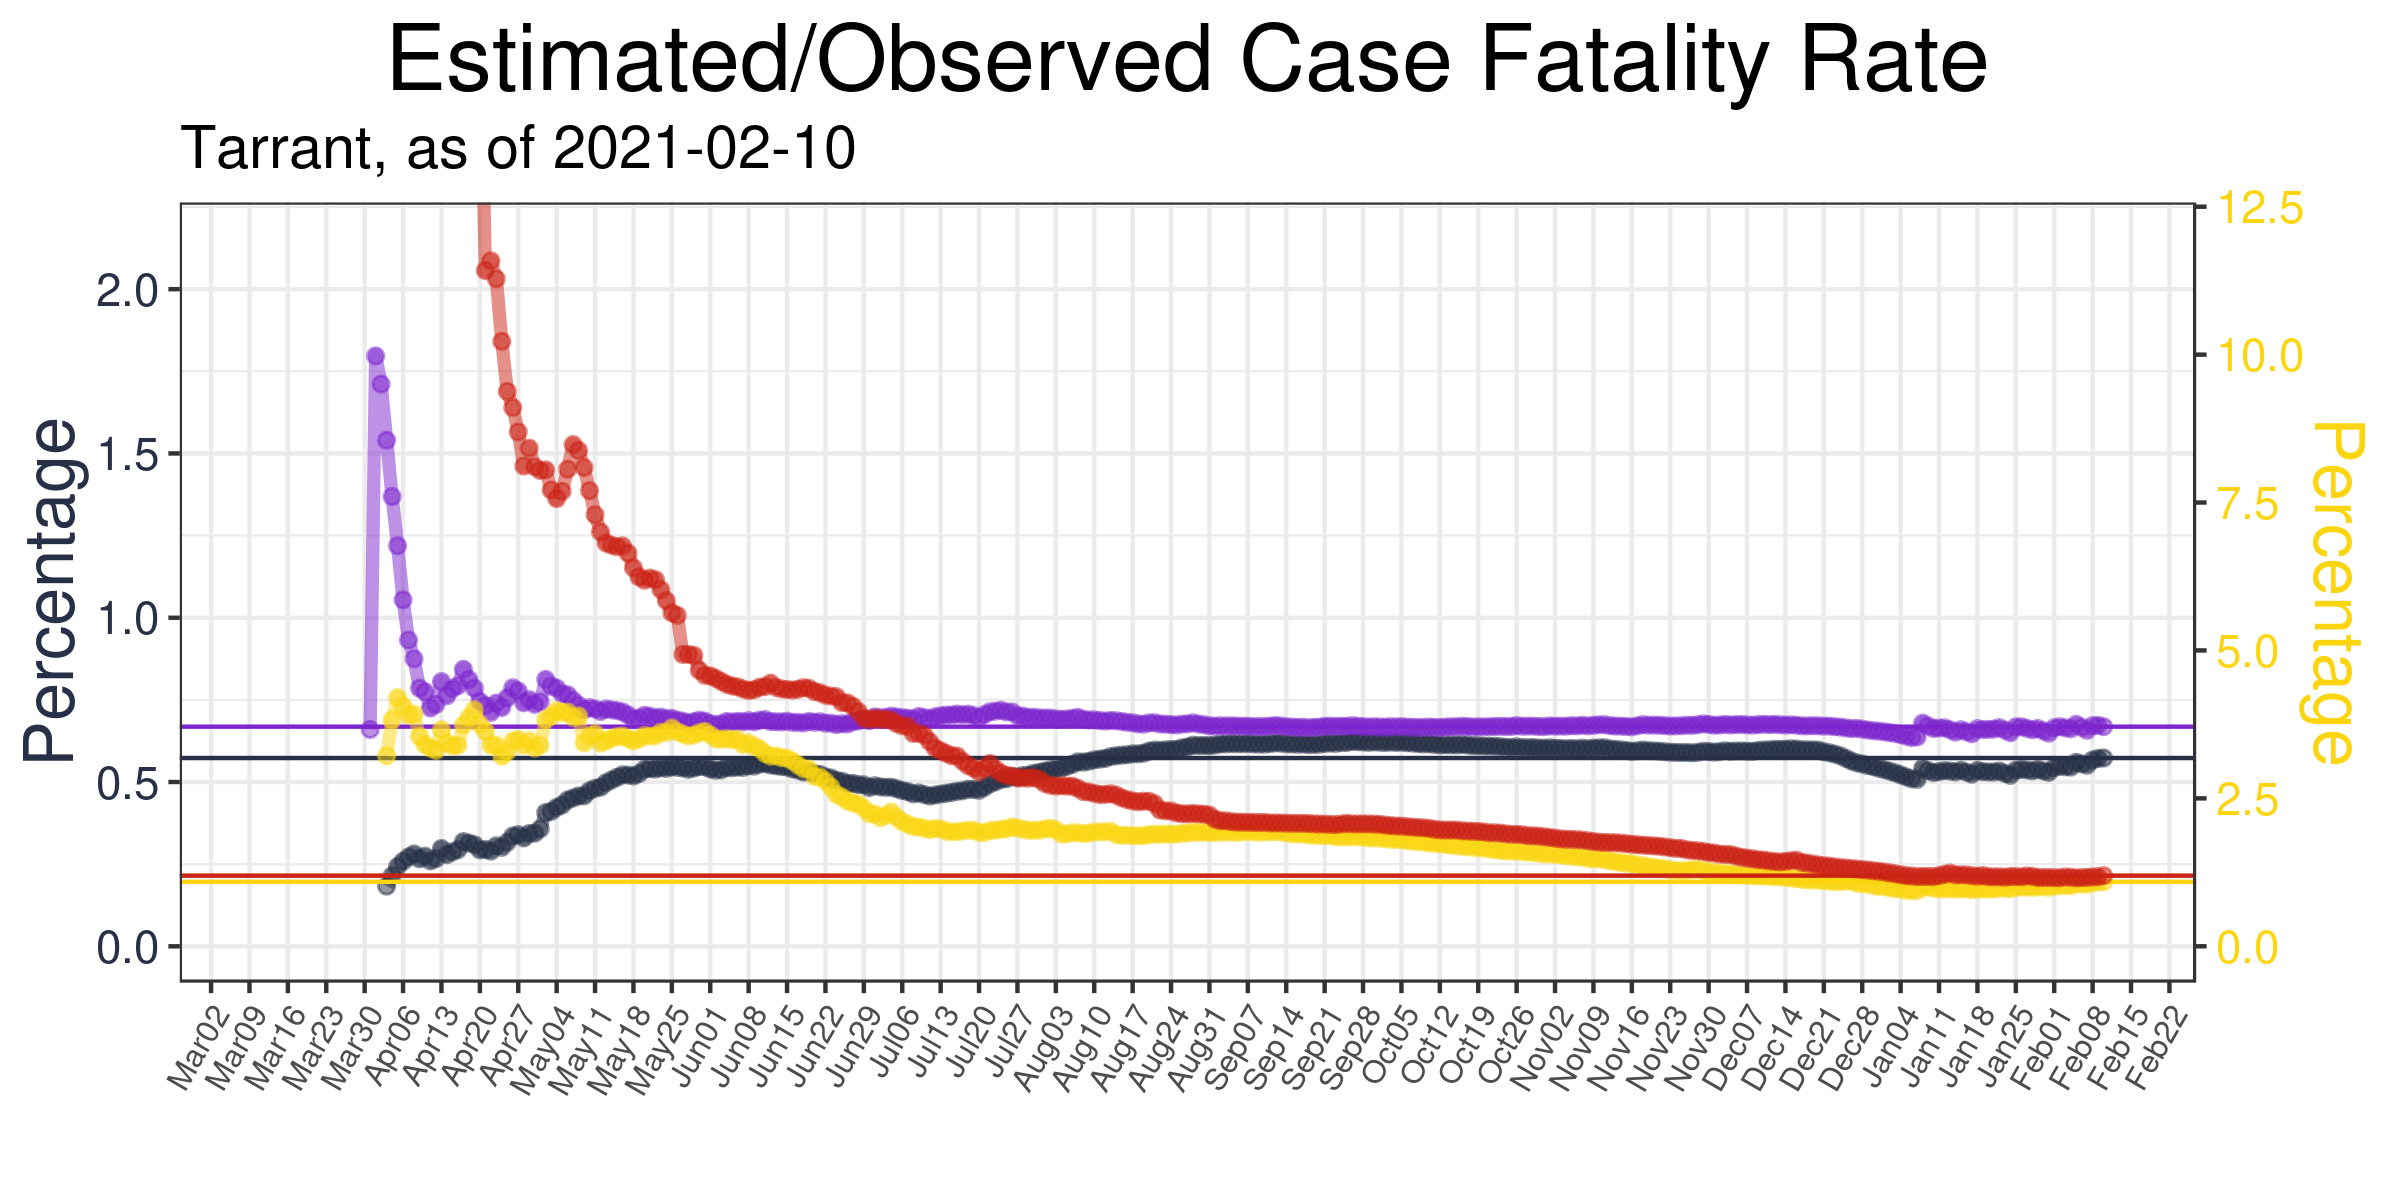 Estimated/Observed Case Fatality Rate
Tarrant, as of 2021-02-10
Percentage
2.0
1.5
1.0
0.5
0.0
12.5
10.0
7.5
5.0
2.5
0.0
Percentage
Mar02
Mar09
Mar16
Mar23
Mar30
Apr06
Apr13
Apr20
Apr27
May04
May11
May18
May25
Jun01
Jun08
Jun15
Jun22
Jun29
Jul06
Jul13
Jul20
Jul27
Aug03
Aug10
Aug17
Aug24
Aug31
Sep07
Sep14
Sep21
Sep28
Oct05
Oct12
Oct19
Oct26
Nov02
Nov09
Nov16
Nov23
Nov30
Dec07
Dec14
Dec21
Dec28
Jan04
Jan11
Jan18
Jan25
Feb01
Feb08
Feb15
Feb22